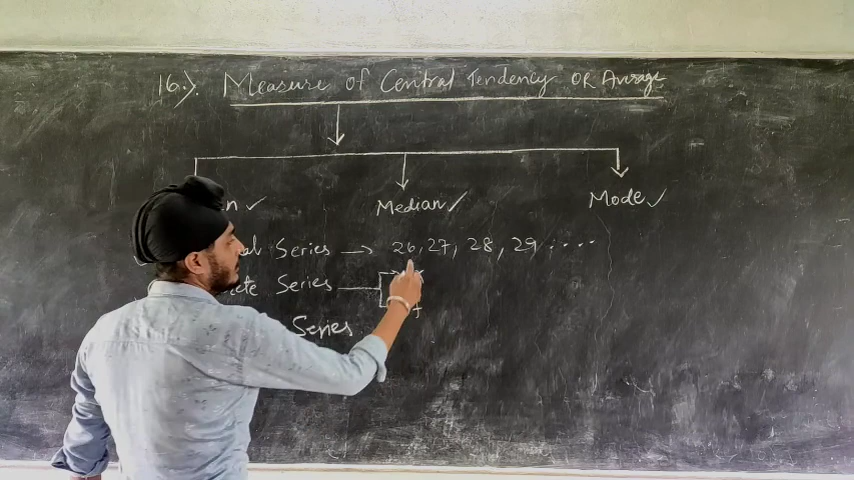 16.). Measure of Central Tendency OR Average
n ✓ Median ✓ Mode ✓
al Series → 26, 27, 28, 29, ....
ete Series x
f
Series